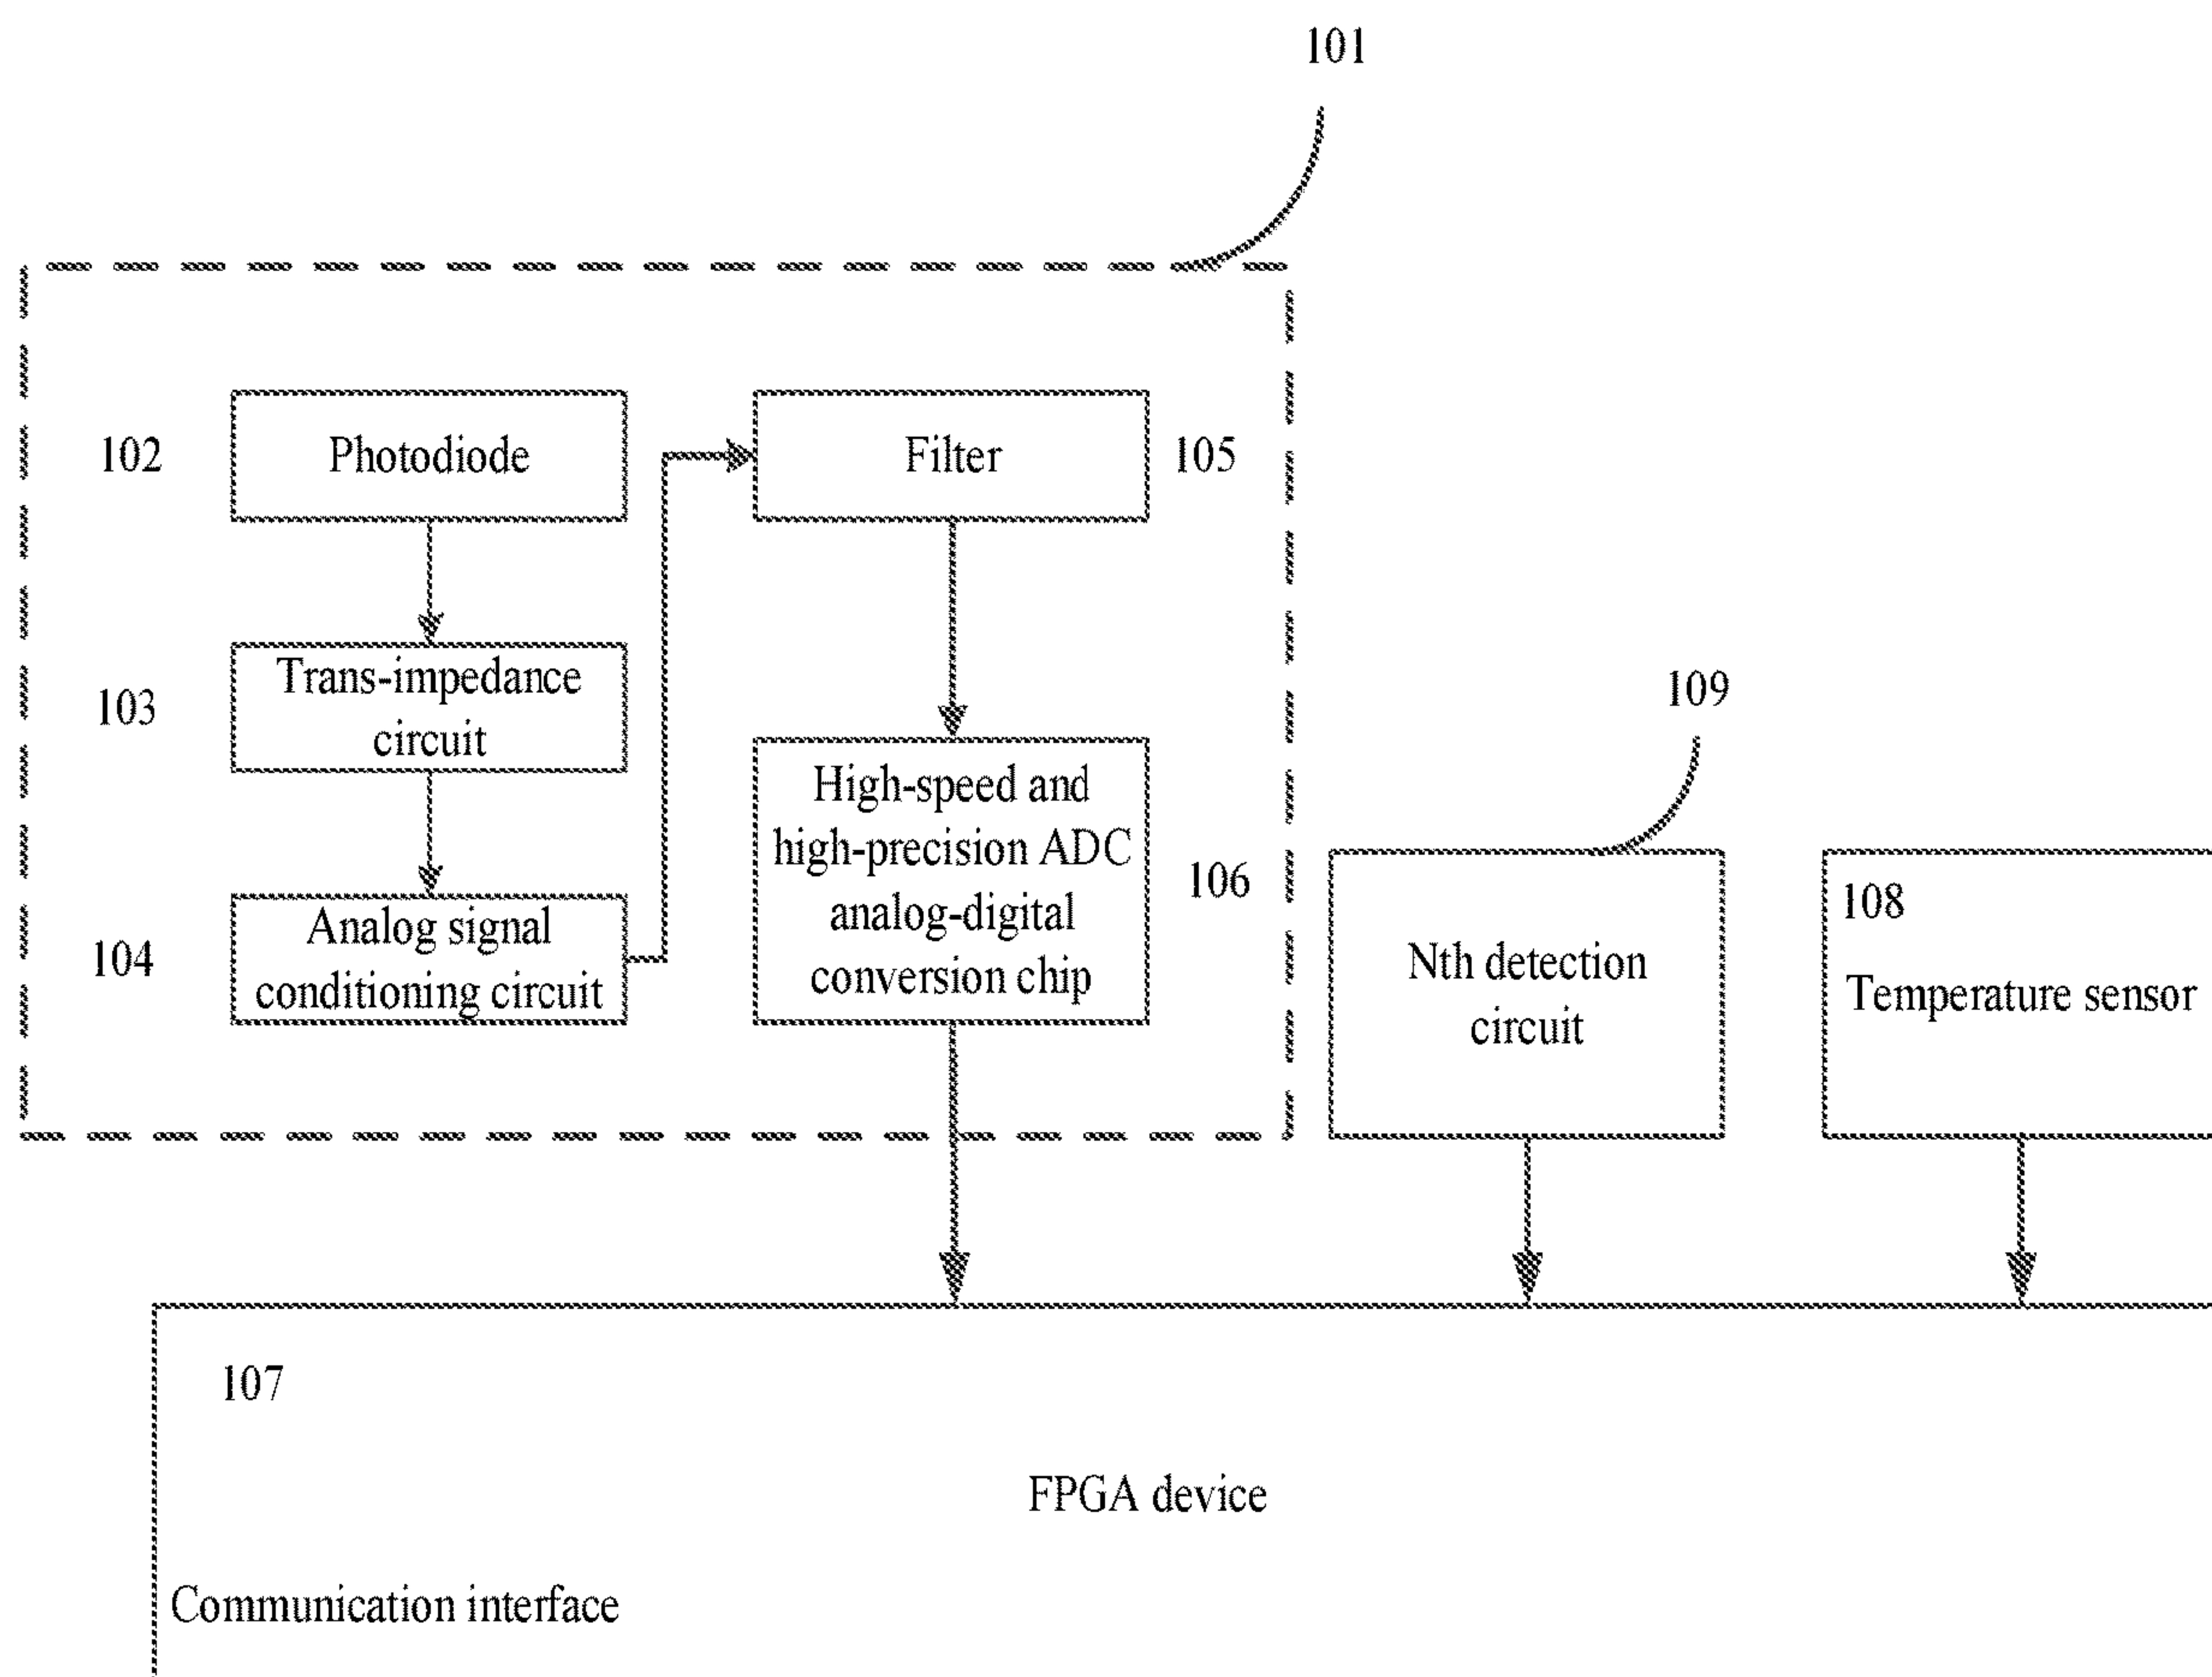 101
102
Photodiode
Filter
105
103
Trans-impedance
circuit
109
High-speed and
high-precision ADC
analog-digital
conversion chip
106
104
Analog signal
conditioning circuit
Nth detection
circuit
108
Temperature sensor
107
FPGA device
Communication interface